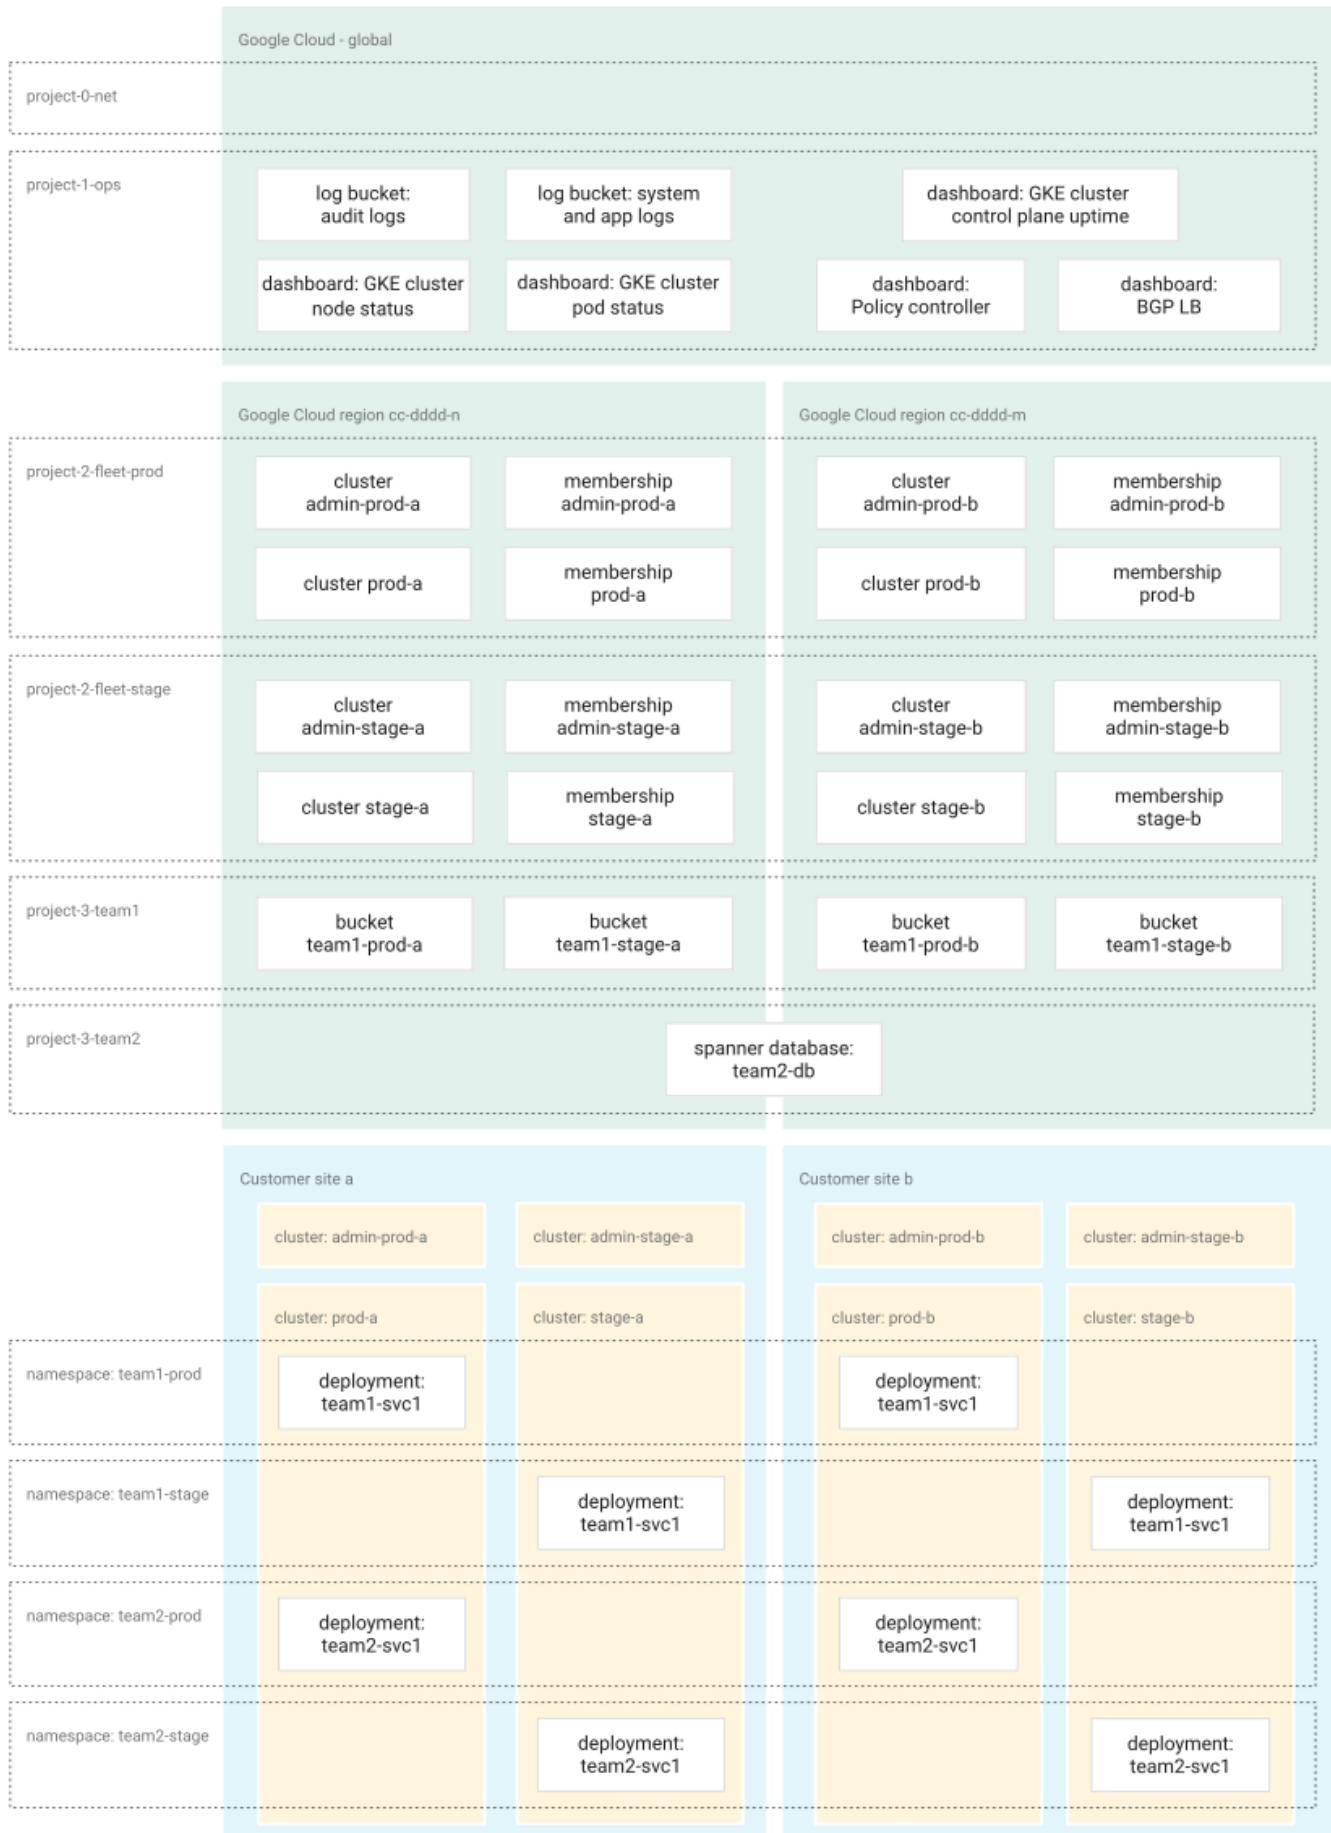 Google Cloud - global
project-0-net
project-1-ops
log bucket:
audit logs
log bucket: system
and app logs
dashboard: GKE cluster
control plane uptime
dashboard: GKE cluster
node status
dashboard: GKE cluster
pod status
dashboard:
Policy controller
dashboard:
BGP LB
Google Cloud region cc-dddd-n
Google Cloud region cc-dddd-m
project-2-fleet-prod
cluster
admin-prod-a
membership
admin-prod-a
cluster
admin-prod-b
membership
admin-prod-b
cluster prod-a
membership
prod-a
cluster prod-b
membership
prod-b
project-2-fleet-stage
cluster
admin-stage-a
membership
admin-stage-a
cluster
admin-stage-b
membership
admin-stage-b
cluster stage-a
membership
stage-a
cluster stage-b
membership
stage-b
project-3-team1
bucket
team1-prod-a
bucket
team1-stage-a
bucket
team1-prod-b
bucket
team1-stage-b
project-3-team2
spanner database:
team2-db
Customer site a
Customer site b
cluster: admin-prod-a
cluster: admin-stage-a
cluster: admin-prod-b
cluster: admin-stage-b
cluster: prod-a
cluster: stage-a
cluster: prod-b
cluster: stage-b
namespace: team1-prod
deployment:
team1-svc1
deployment:
team1-svc1
namespace: team1-stage
deployment:
team1-svc1
deployment:
team1-svc1
namespace: team2-prod
deployment:
team2-svc1
deployment:
team2-svc1
namespace: team2-stage
deployment:
team2-svc1
deployment:
team2-svc1